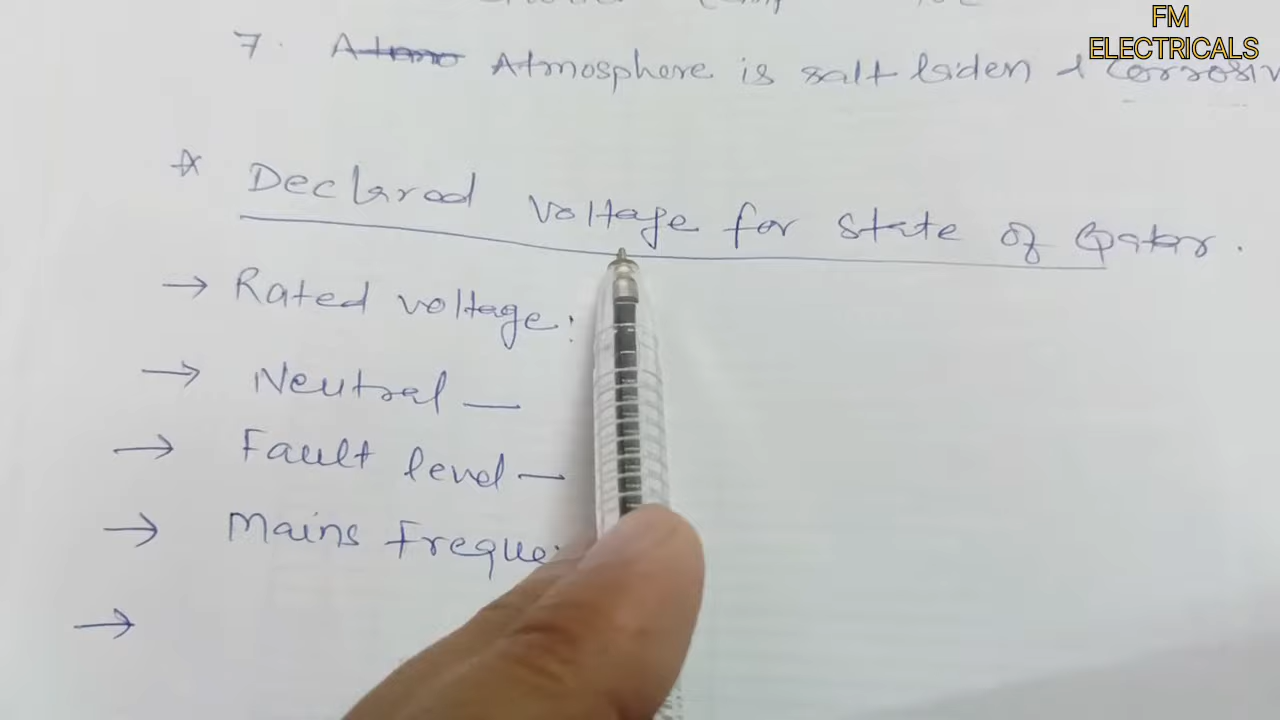 FM
ELECTRICALS
7. Atmo Atmosphere is salt laden & Corrosiv
* Declared voltage for state of Qatar.
→ Rated voltage:
→ Neutral —
→ Fault level —
→ Mains Freque
→